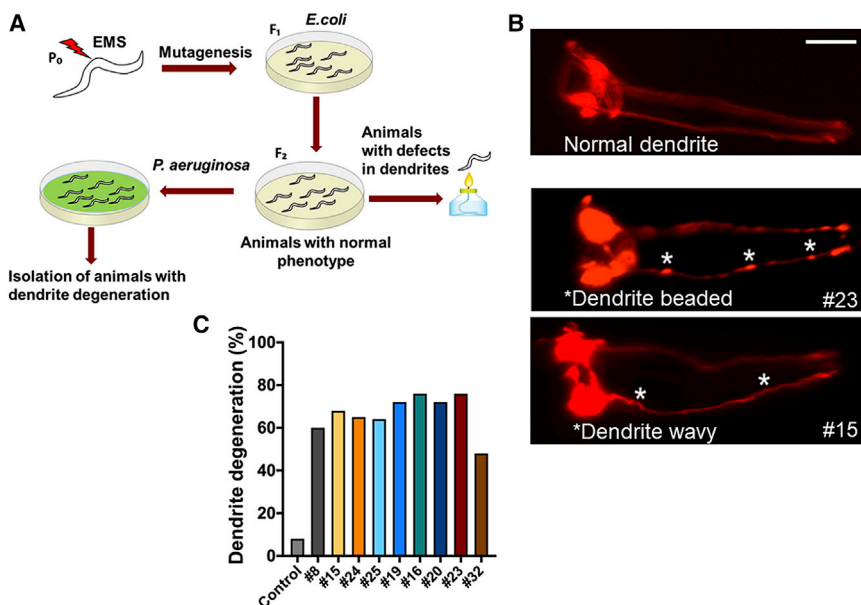 A
EMS
P₀
Mutagenesis
F₁
E.coli
F₂
Animals
with defects
in dendrites
P. aeruginosa
Animals with normal
phenotype
Isolation of animals with
dendrite degeneration
B
Normal dendrite
*
*
*
*Dendrite beaded
#23
*
*
*Dendrite wavy
#15
C
Dendrite degeneration (%)
100
80
60
40
20
0
Control
#8
#15
#24
#25
#19
#16
#20
#23
#32